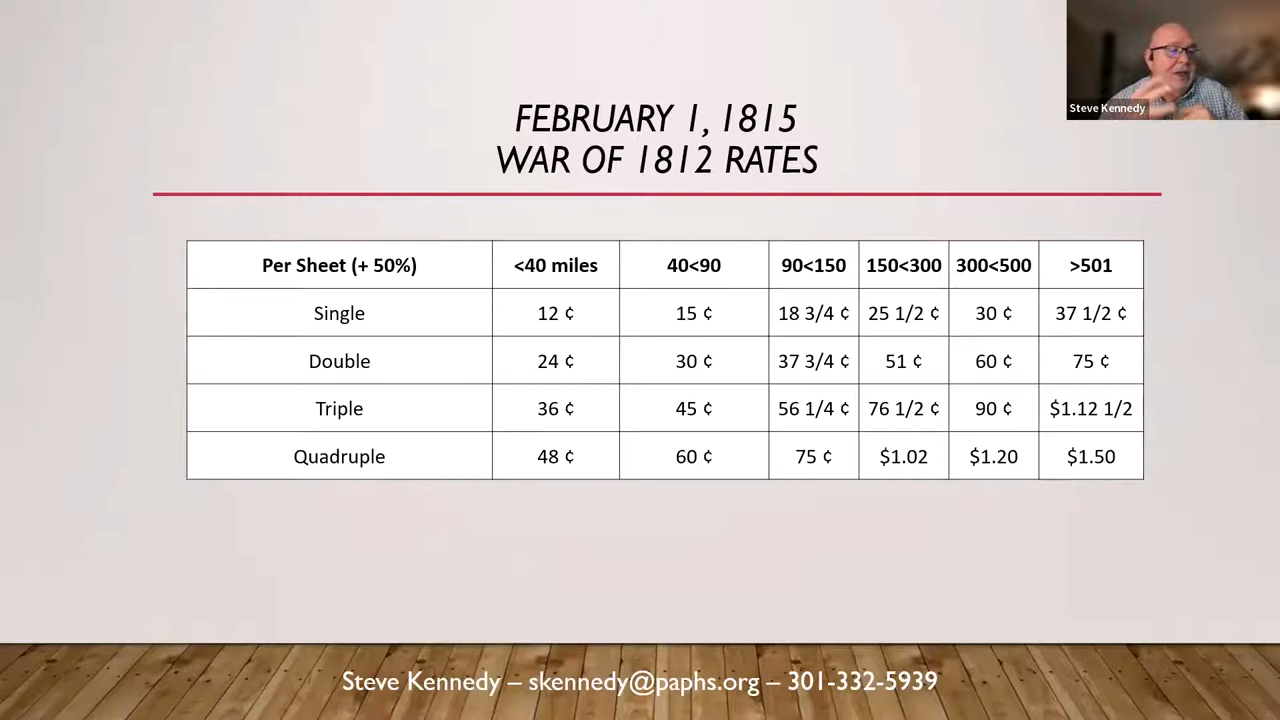 Steve Kennedy
FEBRUARY 1, 1815
WAR OF 1812 RATES
Per Sheet (+ 50%) <40 miles 40<90 90<150 150<300 300<500 >501
Single 12 ¢ 15 ¢ 18 3/4 ¢ 25 1/2 ¢ 30 ¢ 37 1/2 ¢
Double 24 ¢ 30 ¢ 37 3/4 ¢ 51 ¢ 60 ¢ 75 ¢
Triple 36 ¢ 45 ¢ 56 1/4 ¢ 76 1/2 ¢ 90 ¢ $1.12 1/2
Quadruple 48 ¢ 60 ¢ 75 ¢ $1.02 $1.20 $1.50
Steve Kennedy – skennedy@paphs.org – 301-332-5939